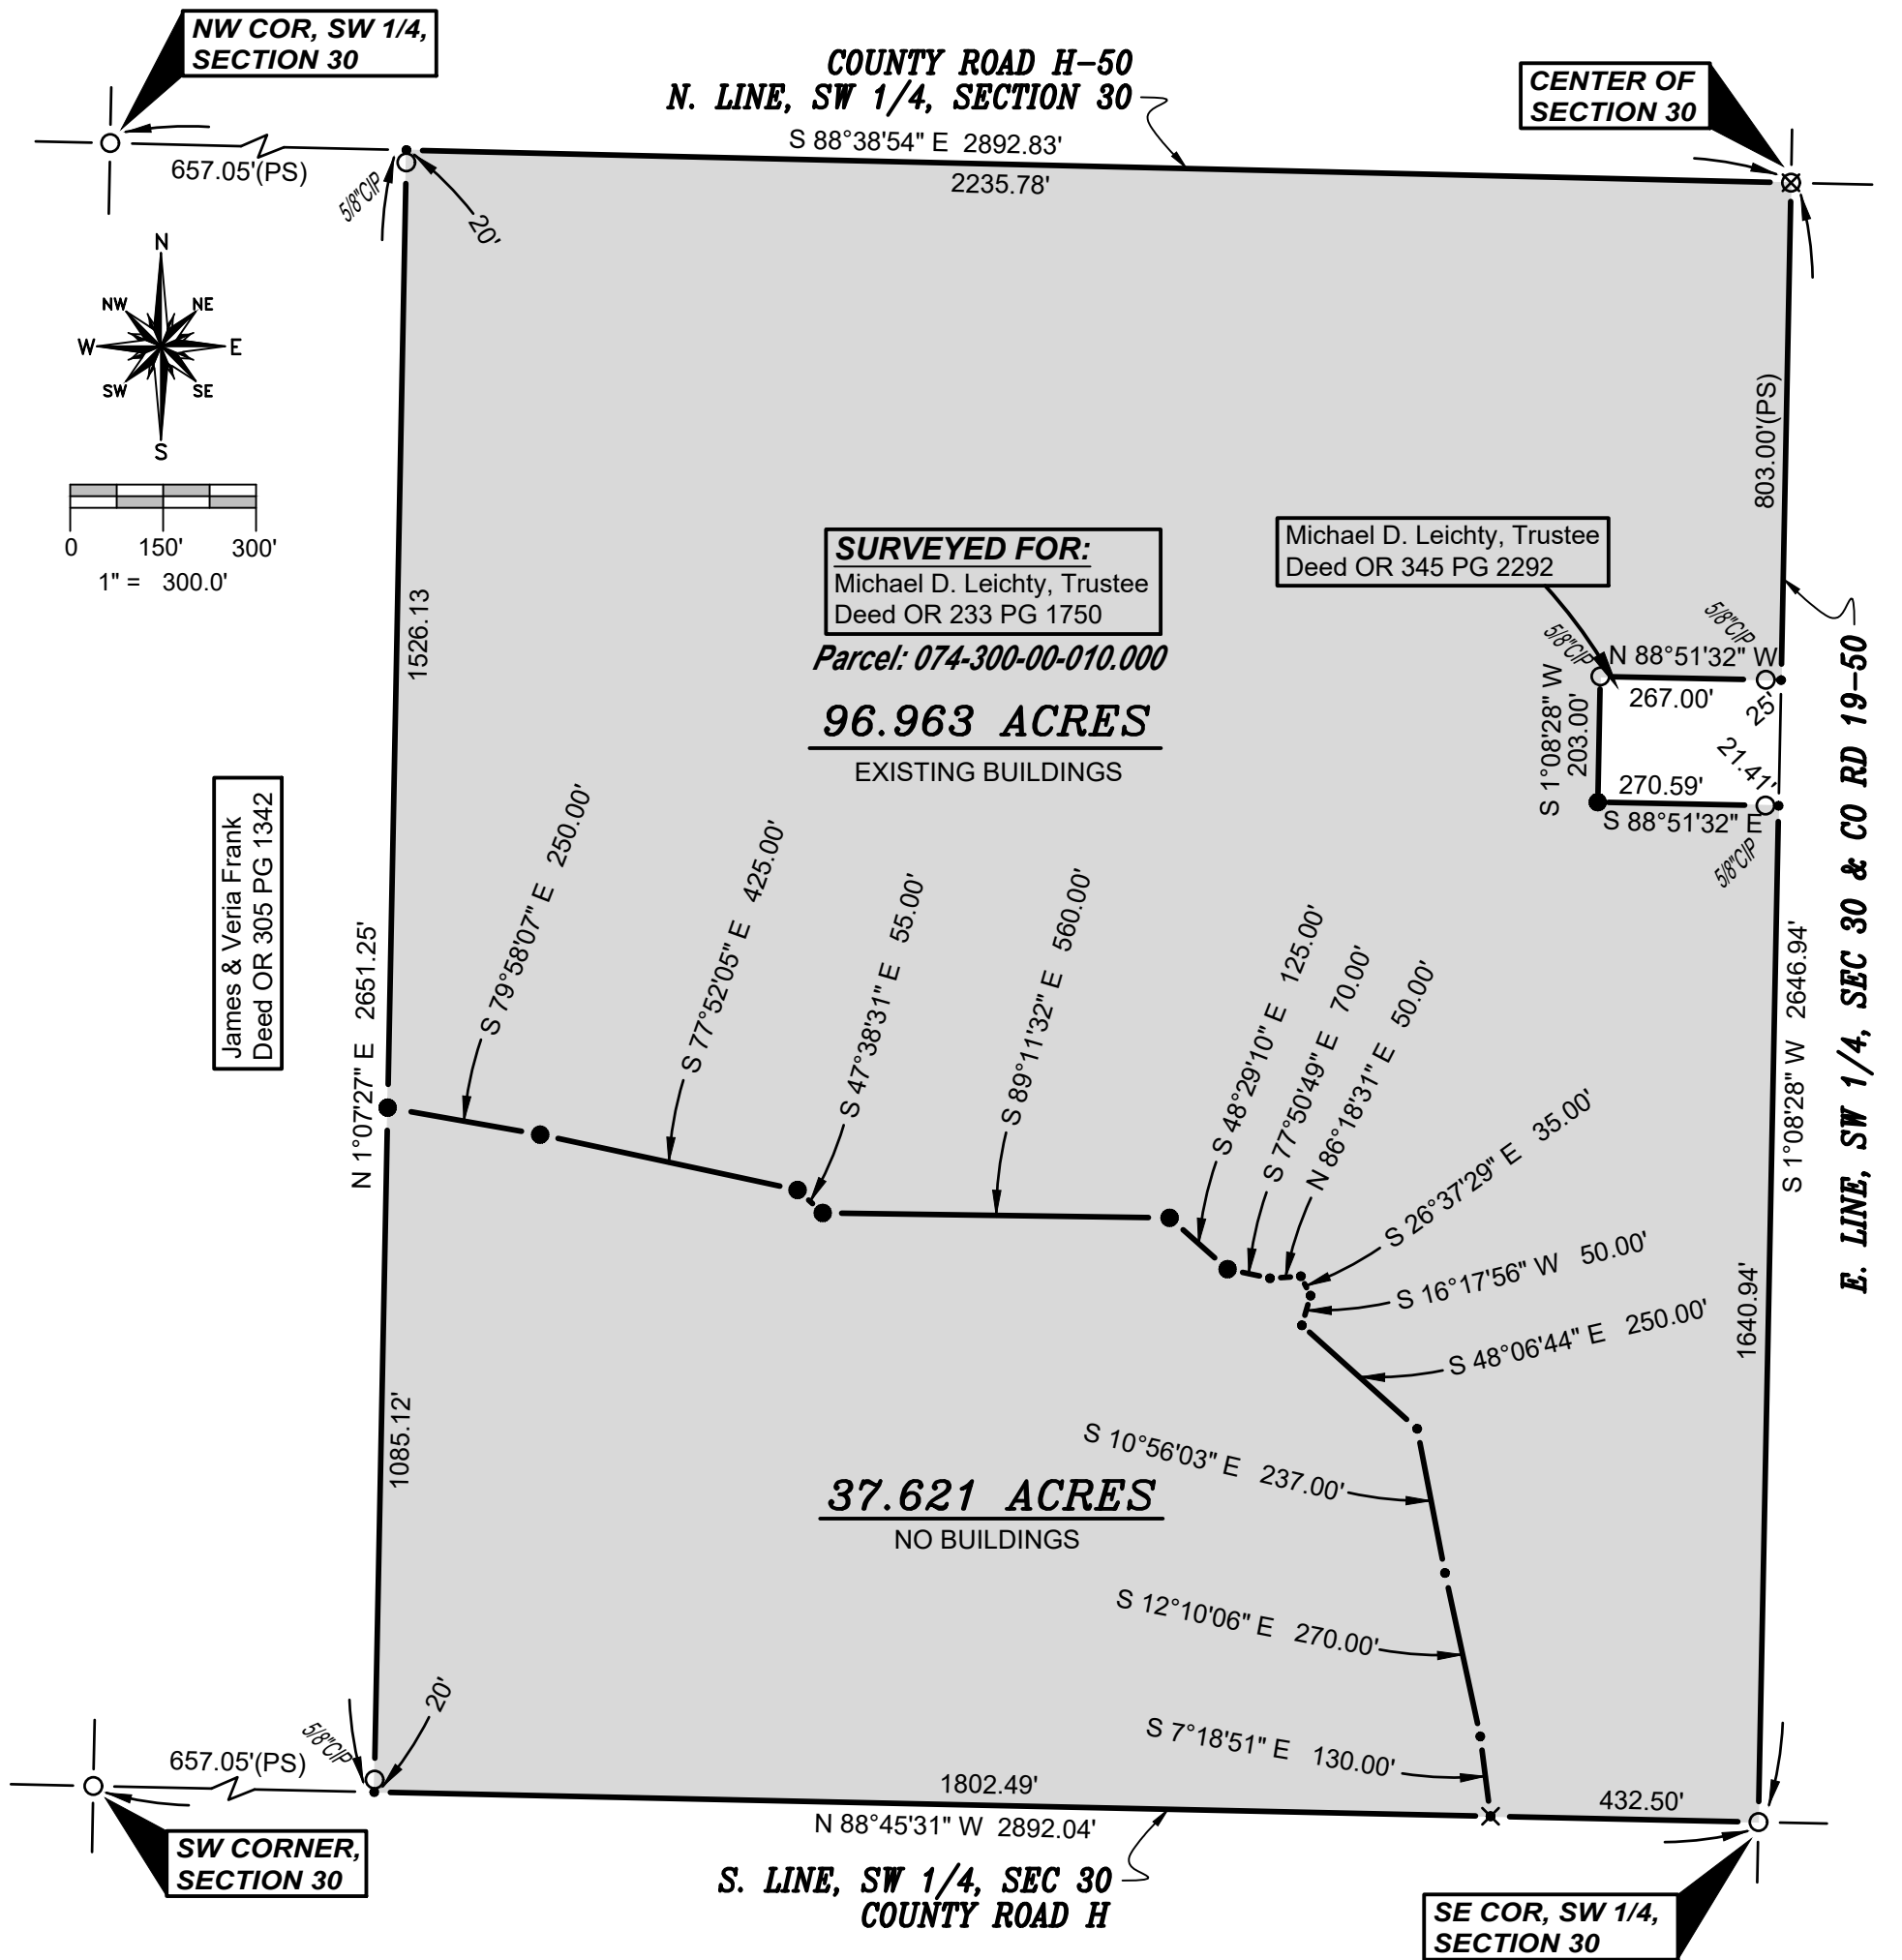 NW COR, SW 1/4,
SECTION 30
COUNTY ROAD H-50
N. LINE, SW 1/4, SECTION 30
S 88°38'54" E 2892.83'
2235.78'
CENTER OF
SECTION 30
657.05'(PS)
5/8"C/P
20'
N
NE
E
SE
S
SW
W
NW
0 150' 300'
1" = 300.0'
803.00'(PS)
1526.13
SURVEYED FOR:
Michael D. Leichty, Trustee
Deed OR 233 PG 1750
Parcel: 074-300-00-010.000
96.963 ACRES
EXISTING BUILDINGS
Michael D. Leichty, Trustee
Deed OR 345 PG 2292
5/8"C/P
5/8"C/P
N 88°51'32" W
267.00'
25'
S 1°08'28" W
203.00'
21.41'
270.59'
S 88°51'32" E
5/8"C/P
E. LINE, SW 1/4, SEC 30 & CO RD 19-50
James & Veria Frank
Deed OR 305 PG 1342
N 1°07'27" E 2651.25'
S 79°58'07" E 250.00'
S 77°52'05" E 425.00'
S 47°38'31" E 55.00'
S 89°11'32" E 560.00'
S 48°29'10" E 125.00'
S 77°50'49" E 70.00'
N 86°18'31" E 50.00'
S 26°37'29" E 35.00'
S 16°17'56" W 50.00'
S 48°06'44" E 250.00'
S 1°08'28" W 2646.94'
1640.94'
1085.12'
S 10°56'03" E 237.00'
37.621 ACRES
NO BUILDINGS
S 12°10'06" E 270.00'
S 7°18'51" E 130.00'
657.05'(PS)
5/8"C/P
20'
1802.49'
432.50'
N 88°45'31" W 2892.04'
SW CORNER,
SECTION 30
S. LINE, SW 1/4, SEC 30
COUNTY ROAD H
SE COR, SW 1/4,
SECTION 30